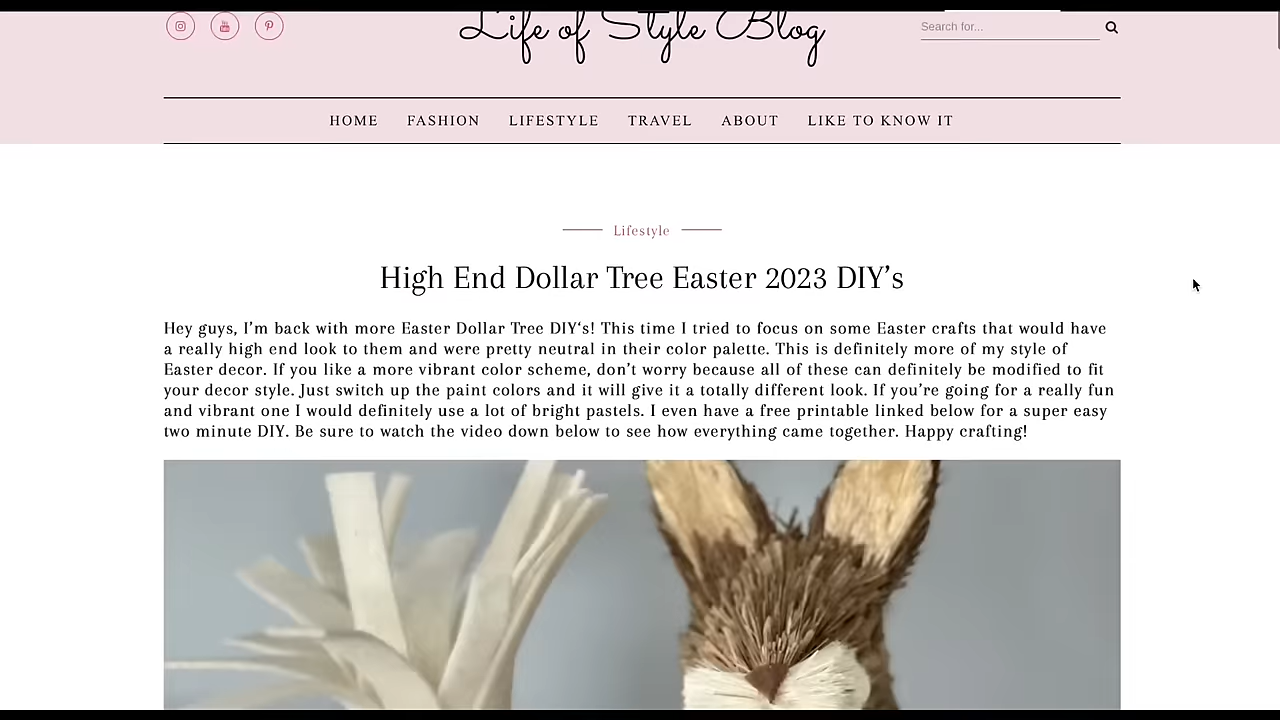 Life of Style Blog
Search for...
HOME FASHION LIFESTYLE TRAVEL ABOUT LIKE TO KNOW IT
Lifestyle
High End Dollar Tree Easter 2023 DIY’s
Hey guys, I’m back with more Easter Dollar Tree DIY‘s! This time I tried to focus on some Easter crafts that would have
a really high end look to them and were pretty neutral in their color palette. This is definitely more of my style of
Easter decor. If you like a more vibrant color scheme, don’t worry because all of these can definitely be modified to fit
your decor style. Just switch up the paint colors and it will give it a totally different look. If you’re going for a really fun
and vibrant one I would definitely use a lot of bright pastels. I even have a free printable linked below for a super easy
two minute DIY. Be sure to watch the video down below to see how everything came together. Happy crafting!